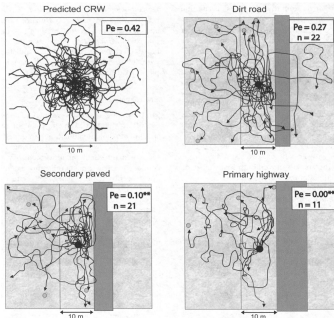 Predicted CRW
Pe = 0.42
10 m
Dirt road
Pe = 0.27
n = 22
10 m
Secondary paved
Pe = 0.10**
n = 21
10 m
Primary highway
Pe = 0.00**
n = 11
10 m